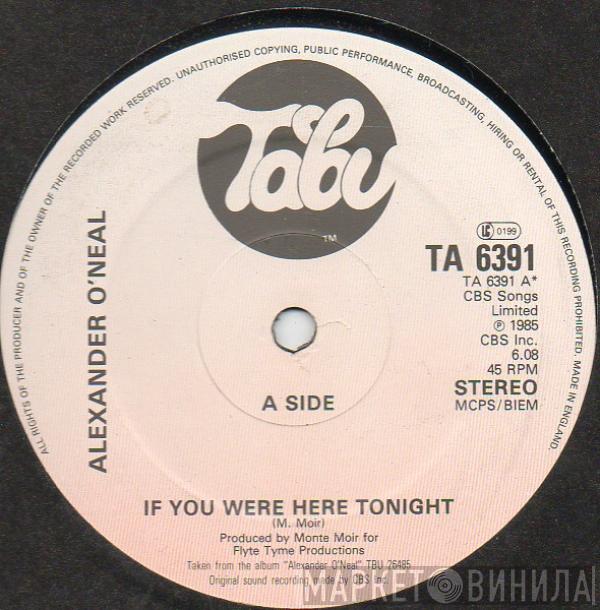 ALL RIGHTS OF THE PRODUCER AND OF THE OWNER OF THE RECORDED WORK RESERVED. UNAUTHORISED COPYING, PUBLIC PERFORMANCE, BROADCASTING, HIRING OR RENTAL OF THIS RECORDING PROHIBITED. MADE IN ENGLAND.
Tabu
TM
ALEXANDER O'NEAL
LC 0199
TA 6391
TA 6391 A*
CBS Songs
Limited
℗ 1985
CBS Inc.
6.08
45 RPM
STEREO
MCPS/BIEM
A SIDE
IF YOU WERE HERE TONIGHT
(M. Moir)
Produced by Monte Moir for
Flyte Tyme Productions
Taken from the album "Alexander O'Neal" TBU 26485
Original sound recording made by CBS Inc.
МАРКЕТ ВИНИЛА